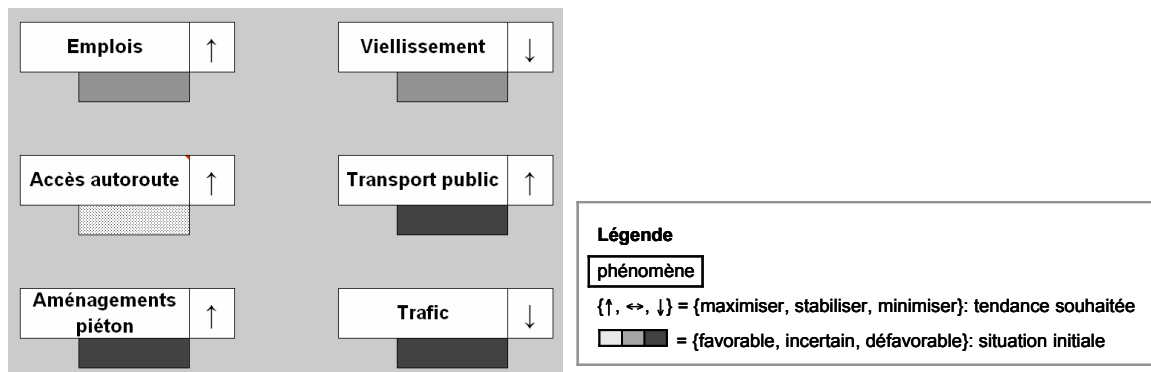 Emplois ↑
Viellissement ↓
Accès autoroute ↑
Transport public ↑
Aménagements
piéton ↑
Trafic ↓
Légende
phénomène
{↑, ↔, ↓} = {maximiser, stabiliser, minimiser}: tendance souhaitée
= {favorable, incertain, défavorable}: situation initiale